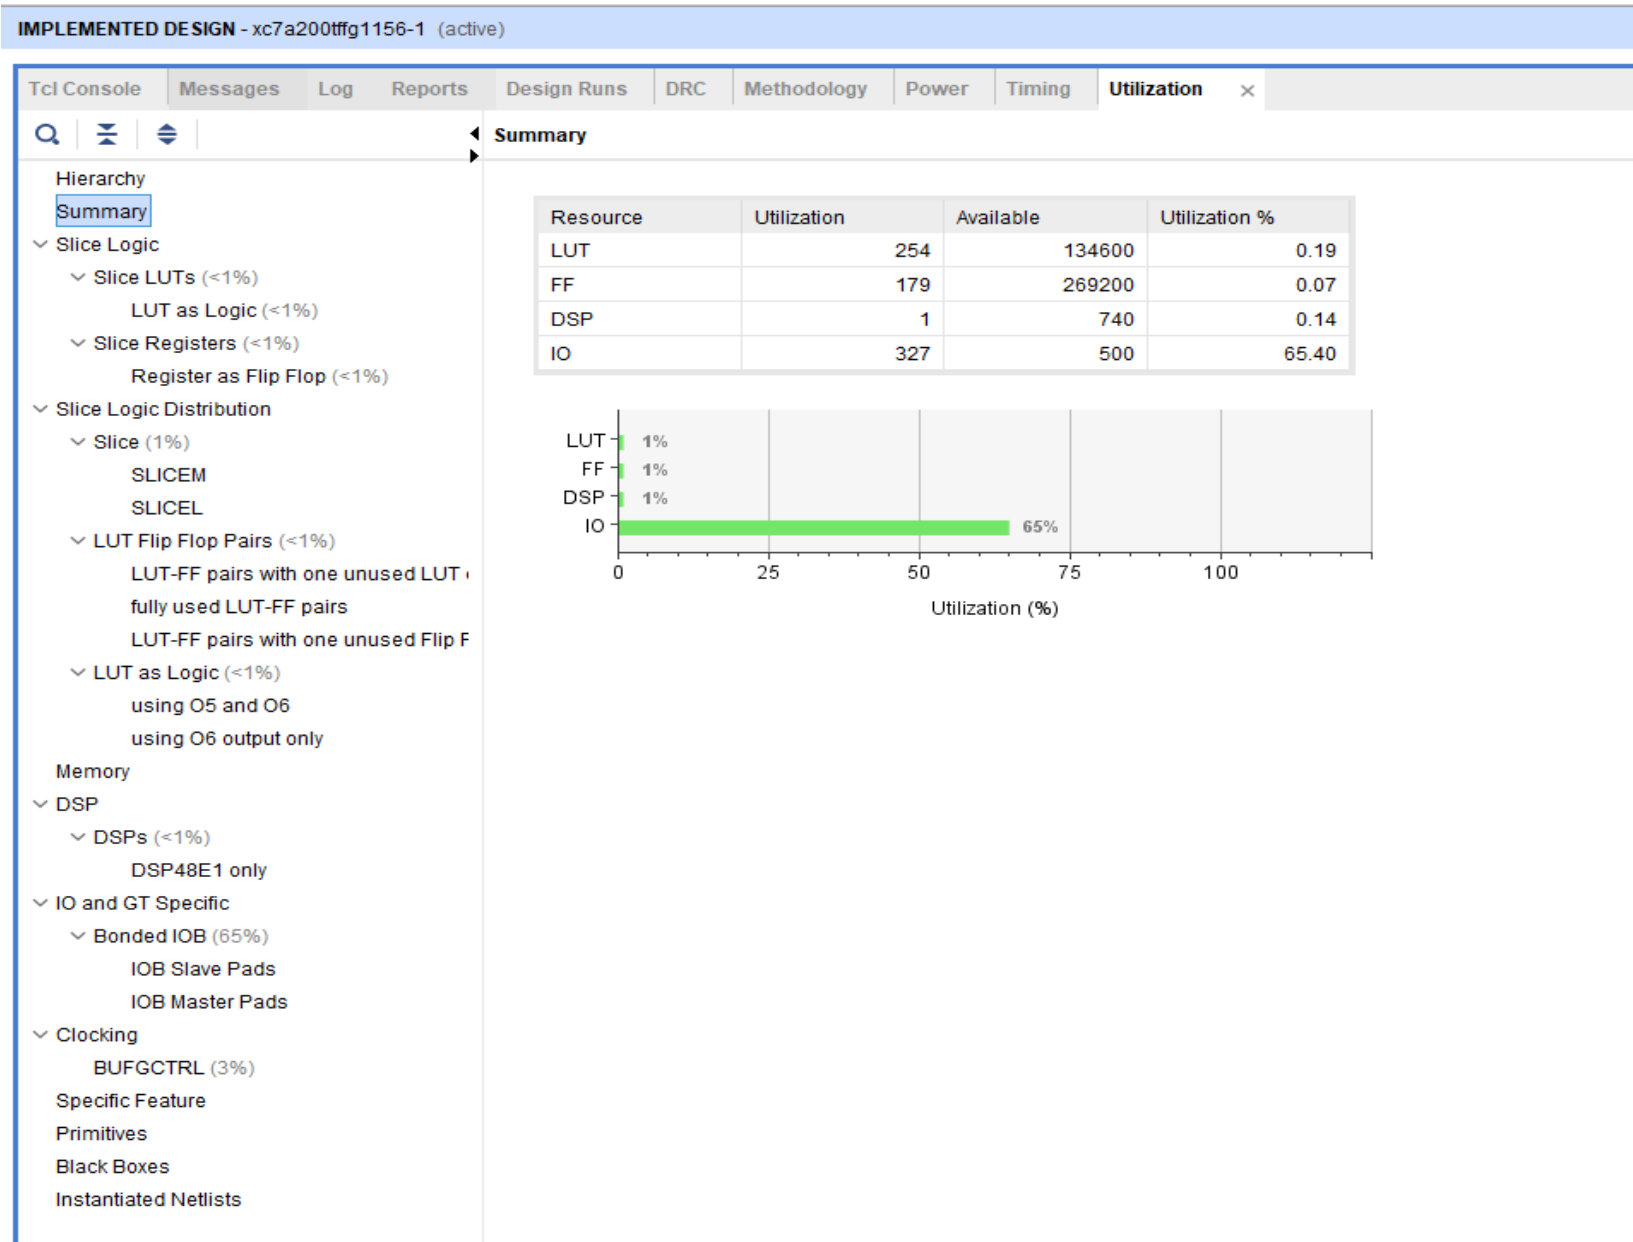 IMPLEMENTED DESIGN - xc7a200tffg1156-1 (active)
Tcl Console Messages Log Reports Design Runs DRC Methodology Power Timing Utilization ×
Summary
Hierarchy
Summary
Slice Logic
Slice LUTs (<1%)
LUT as Logic (<1%)
Slice Registers (<1%)
Register as Flip Flop (<1%)
Slice Logic Distribution
Slice (1%)
SLICEM
SLICEL
LUT Flip Flop Pairs (<1%)
LUT-FF pairs with one unused LUT
fully used LUT-FF pairs
LUT-FF pairs with one unused Flip F
LUT as Logic (<1%)
using O5 and O6
using O6 output only
Memory
DSP
DSPs (<1%)
DSP48E1 only
IO and GT Specific
Bonded IOB (65%)
IOB Slave Pads
IOB Master Pads
Clocking
BUFGCTRL (3%)
Specific Feature
Primitives
Black Boxes
Instantiated Netlists
Resource Utilization Available Utilization %
LUT 254 134600 0.19
FF 179 269200 0.07
DSP 1 740 0.14
IO 327 500 65.40
LUT 1%
FF 1%
DSP 1%
IO 65%
0 25 50 75 100
Utilization (%)